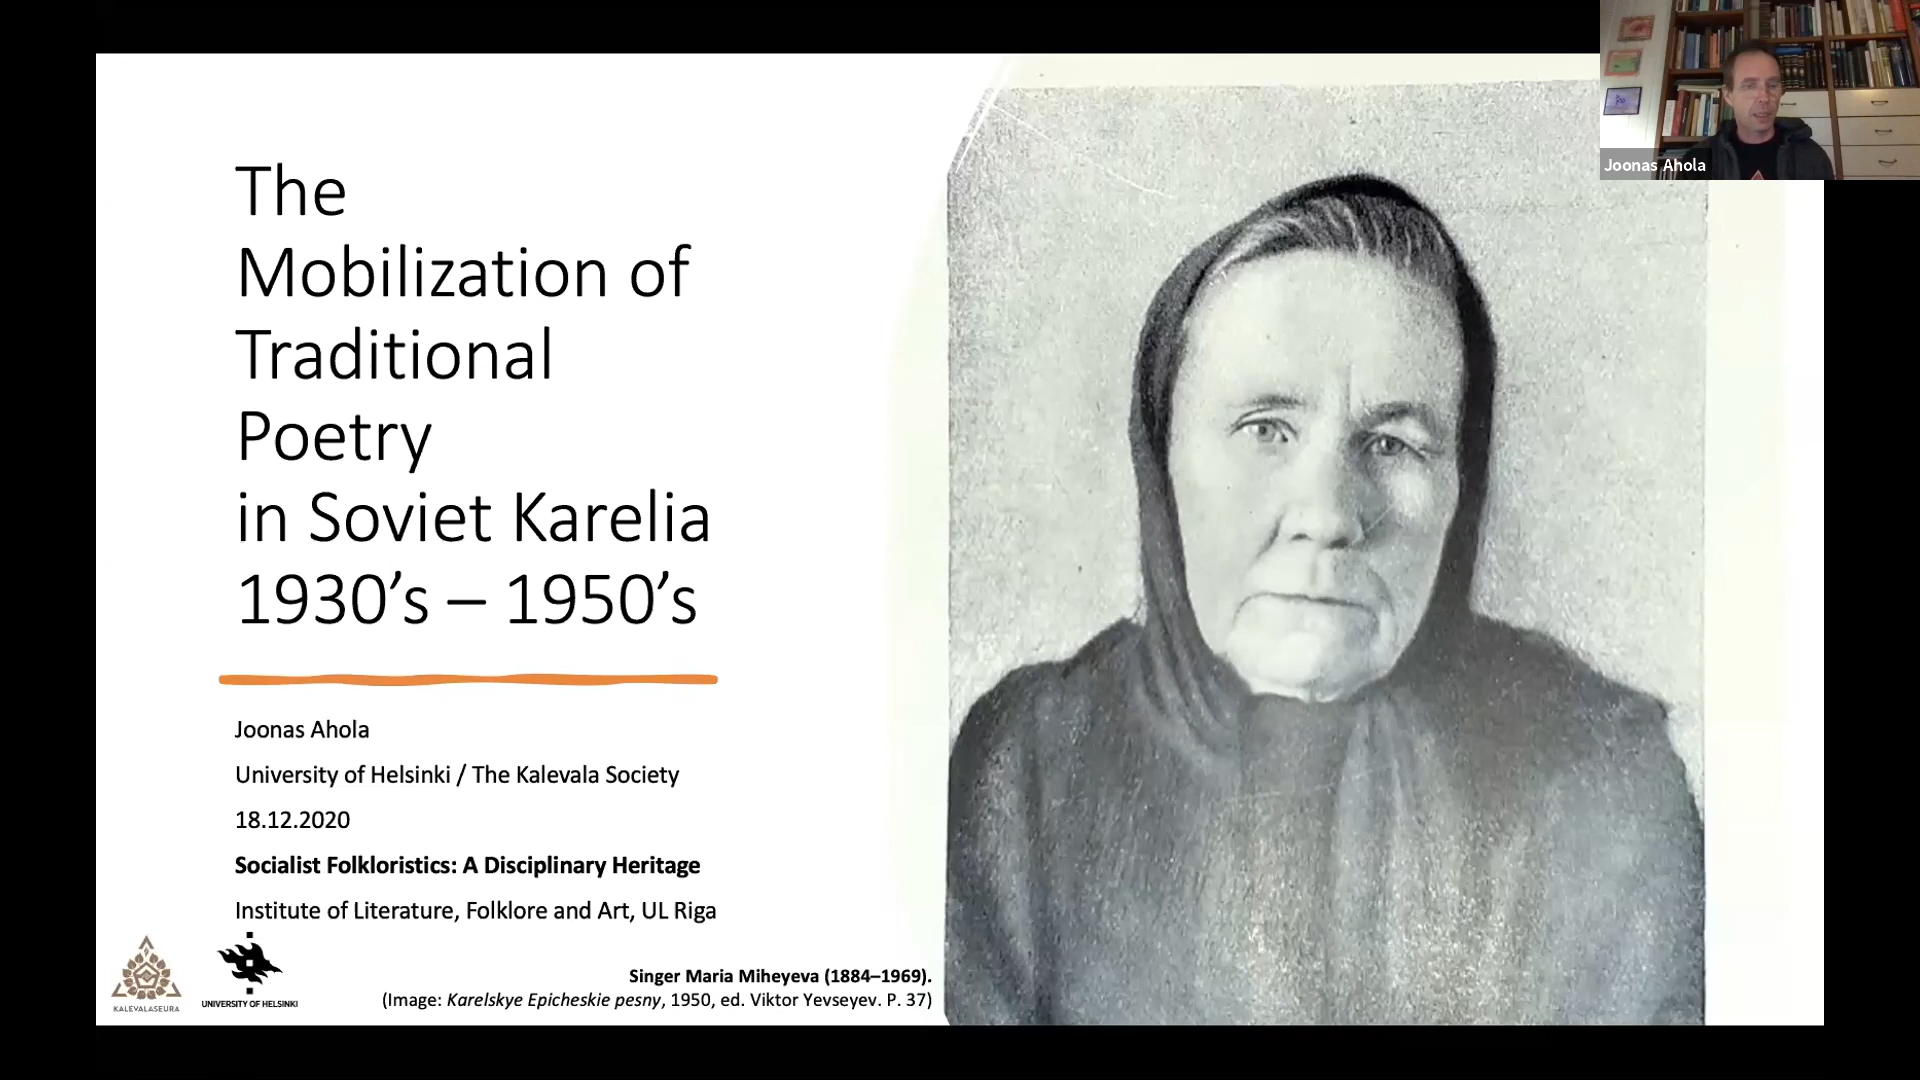 The
Mobilization of
Traditional
Poetry
in Soviet Karelia
1930’s – 1950’s
Joonas Ahola
University of Helsinki / The Kalevala Society
18.12.2020
Socialist Folkloristics: A Disciplinary Heritage
Institute of Literature, Folklore and Art, UL Riga
KALEVALASEURA
UNIVERSITY OF HELSINKI
Singer Maria Miheyeva (1884–1969).
(Image: Karelskye Epicheskie pesny, 1950, ed. Viktor Yevseyev. P. 37)
Joonas Ahola